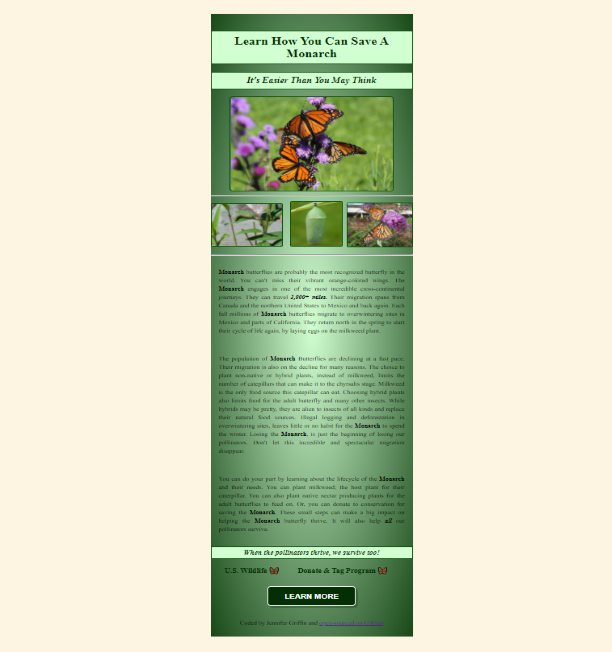 Learn How You Can Save A
Monarch
It's Easier Than You May Think
Monarch butterflies are probably the most recognized butterfly in the
world. You can't miss their vibrant orange-colored wings. The
Monarch engages in one of the most incredible cross-continental
journeys. They can travel 2,000+ miles. Their migration spans from
Canada and the northern United States to Mexico and back again. Each
fall millions of Monarch butterflies migrate to overwintering sites in
Mexico and parts of California. They return north in the spring to start
their cycle of life again, by laying eggs on the milkweed plant.
The population of Monarch Butterflies are declining at a fast pace.
Their migration is also on the decline for many reasons. The choice to
plant non-native or hybrid plants, instead of milkweed, limits the
number of caterpillars that can make it to the chrysalis stage. Milkweed
is the only food source this caterpillar can eat. Choosing hybrid plants
also limits food for the adult butterfly and many other insects. While
hybrids may be pretty, they are alien to insects of all kinds and replace
their natural food sources. Illegal logging and deforestation in
overwintering sites, leaves little to no habit for the Monarch to spend
the winter. Losing the Monarch, is just the beginning of losing our
pollinators. Don't let this incredible and spectacular migration
disappear.
You can do your part by learning about the lifecycle of the Monarch
and their needs. You can plant milkweed; the host plant for their
caterpillar. You can also plant native nectar producing plants for the
adult butterflies to feed on. Or, you can donate to conservation for
saving the Monarch. These small steps can make a big impact on
helping the Monarch butterfly thrive. It will also help all our
pollinators survive.
When the pollinators thrive, we survive too!
U.S. Wildlife Donate & Tag Program
LEARN MORE
Coded by Jennifer Griffin and